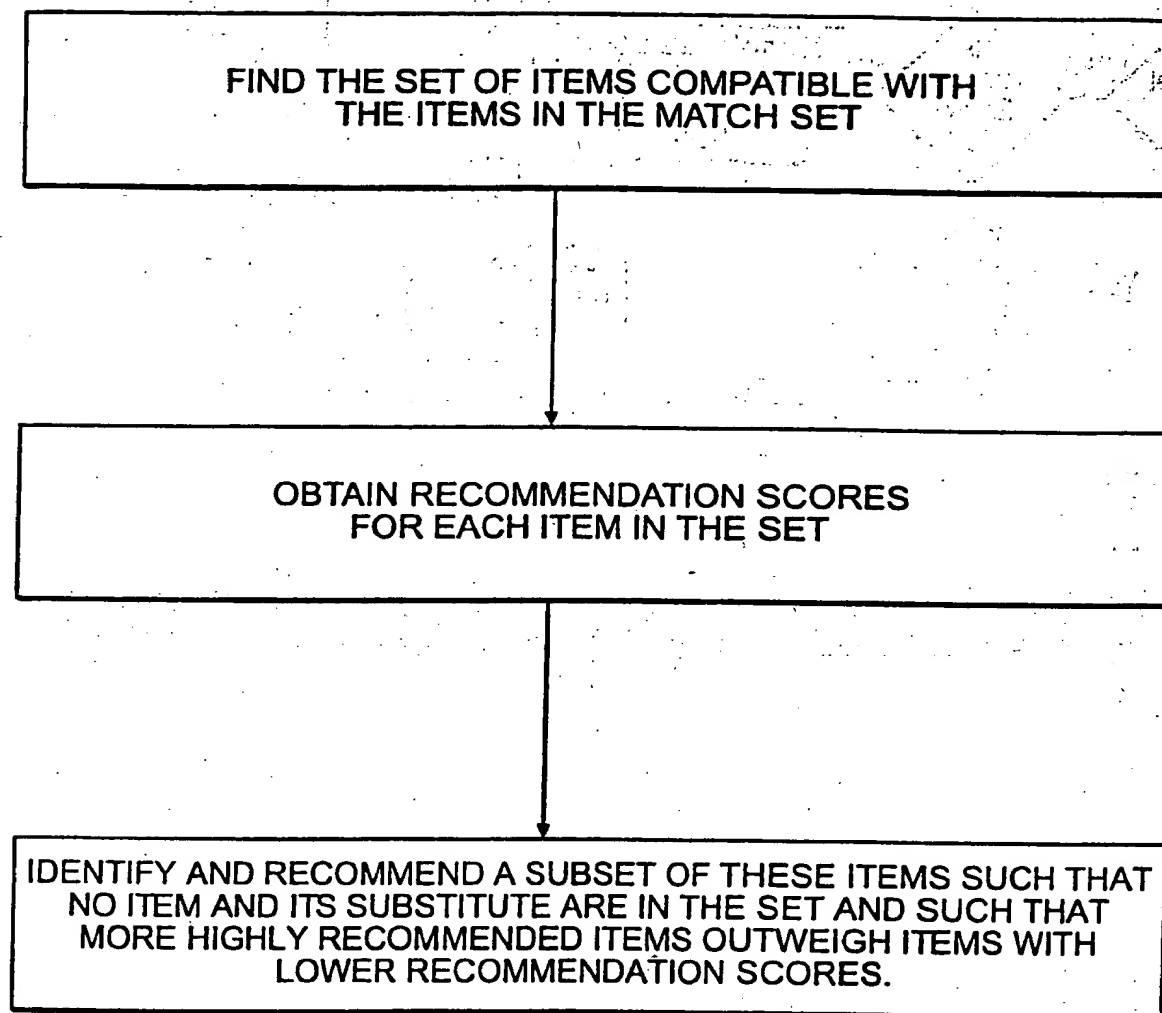 FIND THE SET OF ITEMS COMPATIBLE WITH
THE ITEMS IN THE MATCH SET
OBTAIN RECOMMENDATION SCORES
FOR EACH ITEM IN THE SET
IDENTIFY AND RECOMMEND A SUBSET OF THESE ITEMS SUCH THAT
NO ITEM AND ITS SUBSTITUTE ARE IN THE SET AND SUCH THAT
MORE HIGHLY RECOMMENDED ITEMS OUTWEIGH ITEMS WITH
LOWER RECOMMENDATION SCORES.